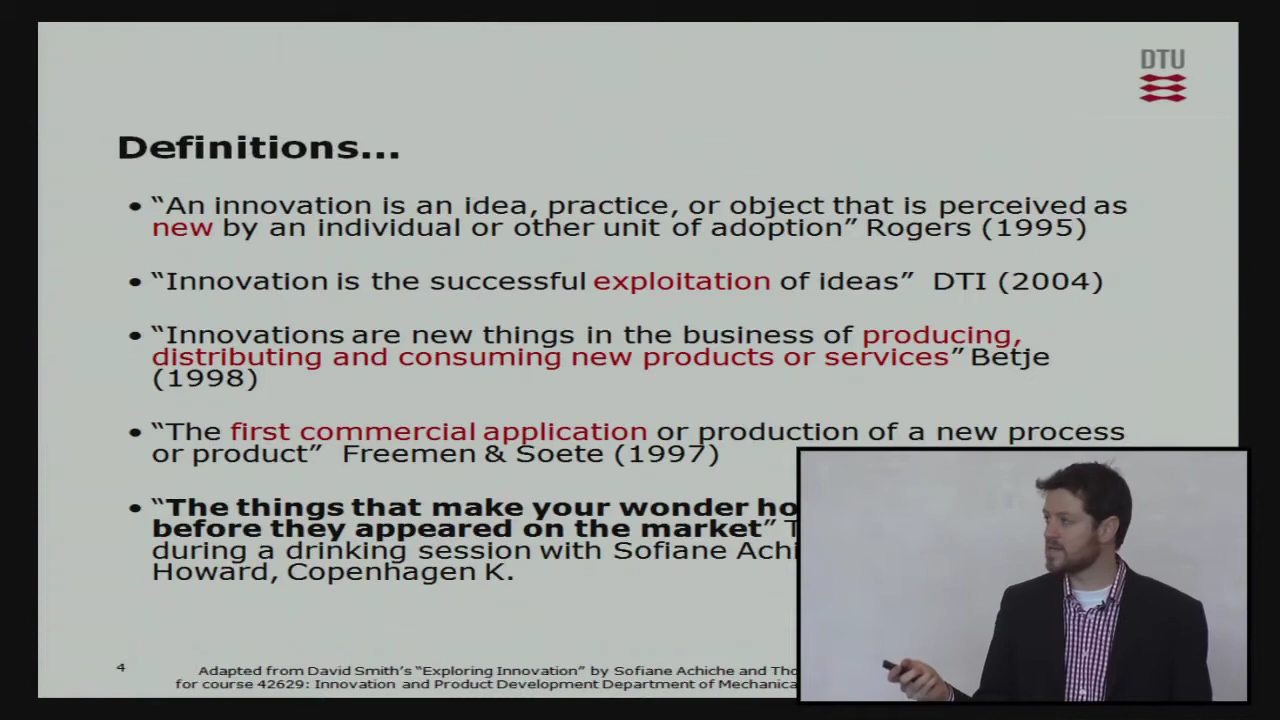 DTU
Definitions...
• “An innovation is an idea, practice, or object that is perceived as
new by an individual or other unit of adoption” Rogers (1995)
• “Innovation is the successful exploitation of ideas” DTI (2004)
• “Innovations are new things in the business of producing,
distributing and consuming new products or services” Betje
(1998)
• “The first commercial application or production of a new process
or product” Freemen & Soete (1997)
• “The things that make your wonder
before they appeared on the market”
during a drinking session with Sofiane
Howard, Copenhagen K.
4
Adapted from David Smith’s “Exploring Innovation” by Sofiane Achiche and
for course 42629: Innovation and Product Development Department of